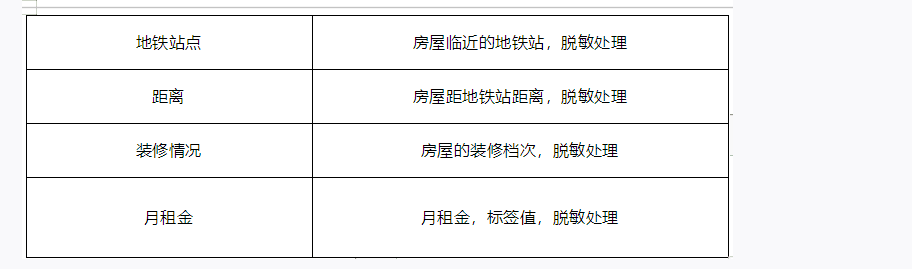 地铁站点 房屋临近的地铁站，脱敏处理
距离 房屋距地铁站距离，脱敏处理
装修情况 房屋的装修档次，脱敏处理
月租金 月租金，标签值，脱敏处理